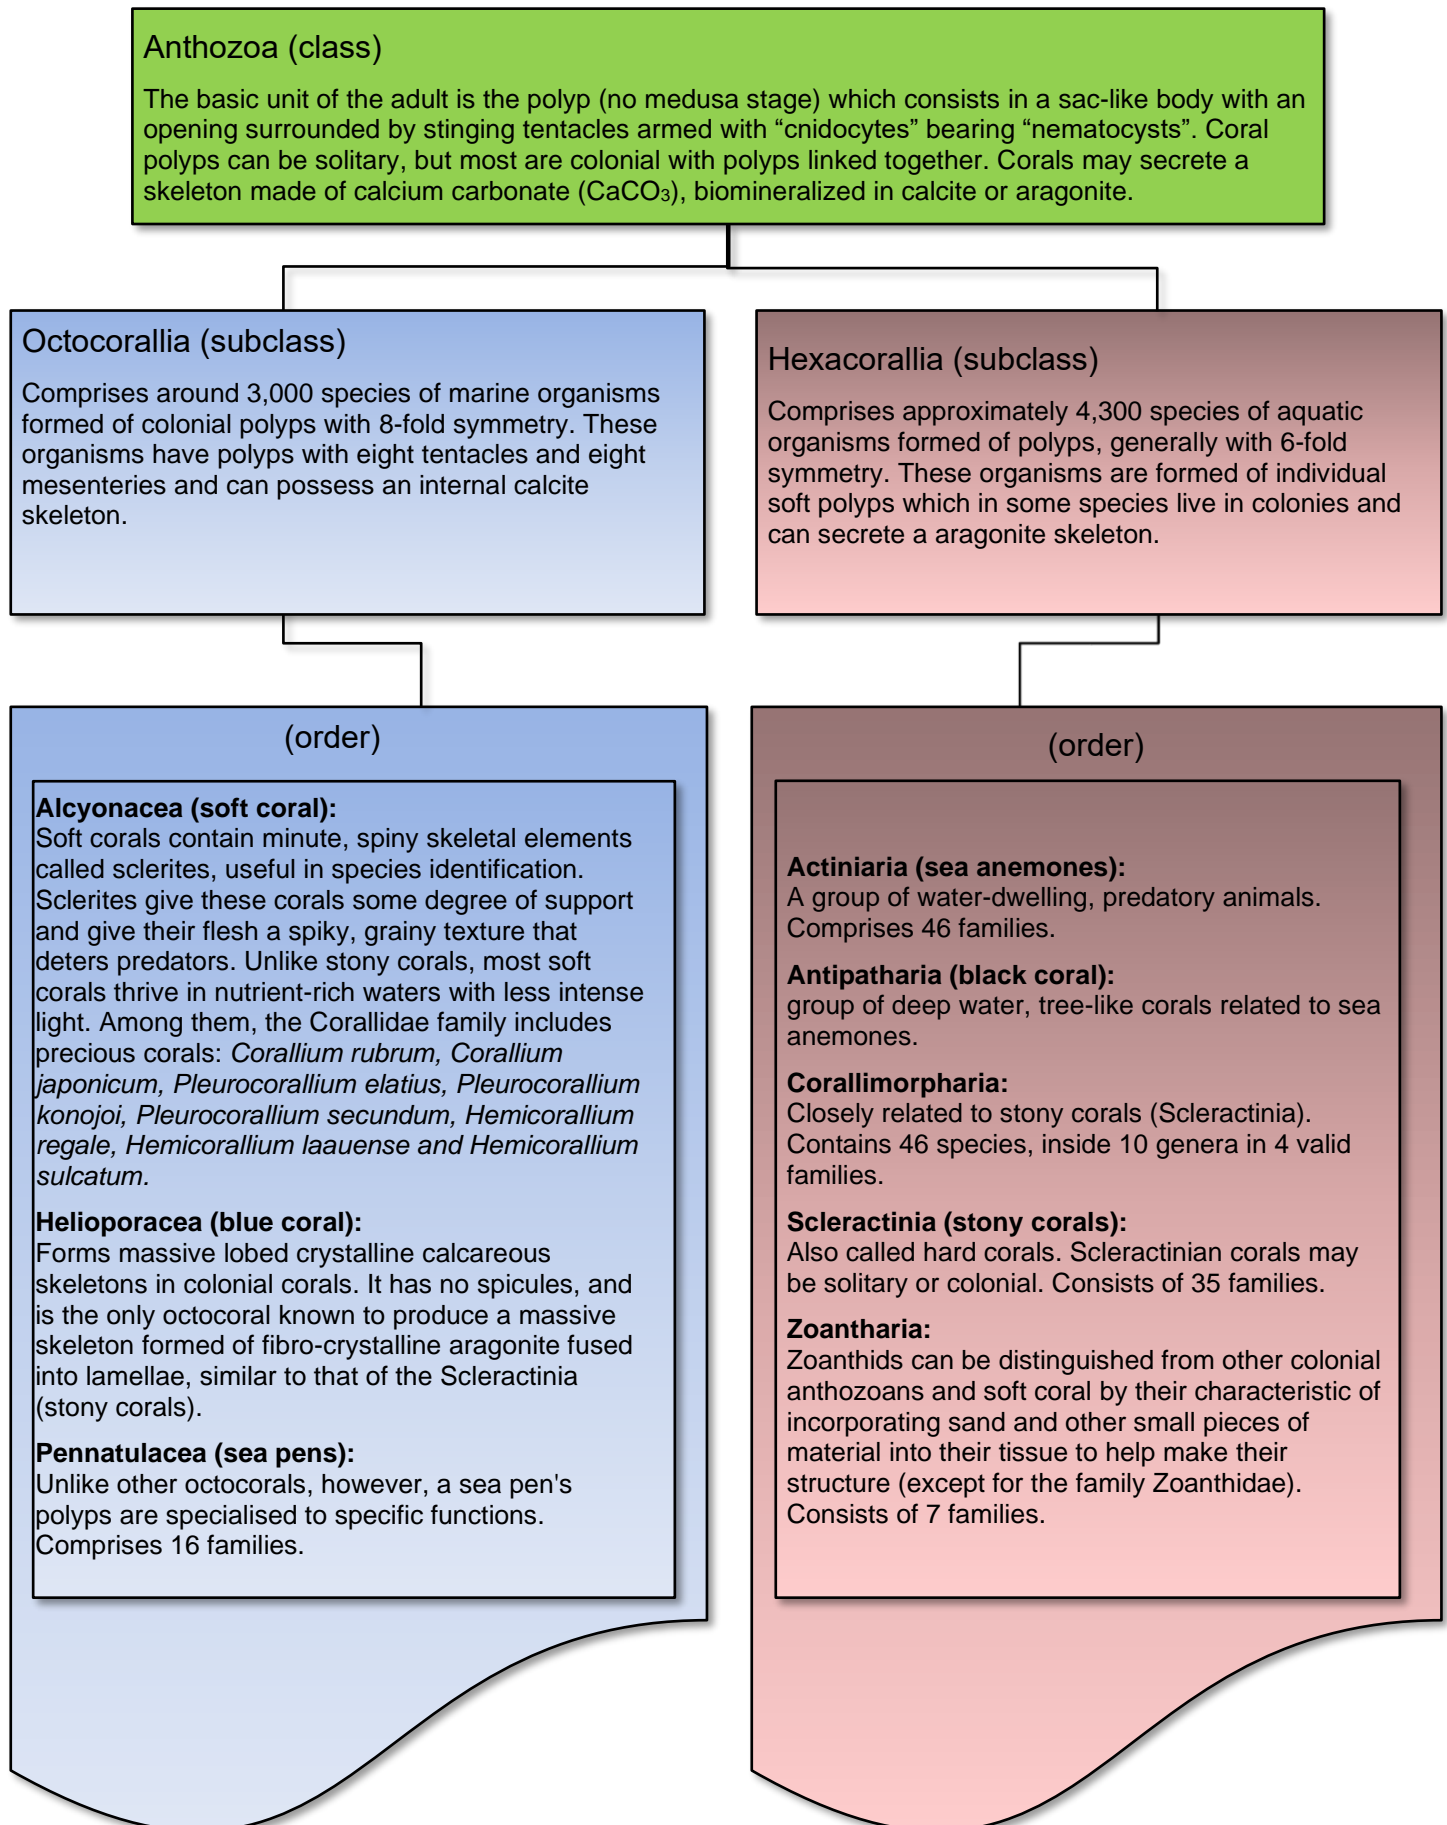 Anthozoa (class)
The basic unit of the adult is the polyp (no medusa stage) which consists in a sac-like body with an
opening surrounded by stinging tentacles armed with “cnidocytes” bearing “nematocysts”. Coral
polyps can be solitary, but most are colonial with polyps linked together. Corals may secrete a
skeleton made of calcium carbonate (CaCO₃), biomineralized in calcite or aragonite.
Octocorallia (subclass)
Comprises around 3,000 species of marine organisms
formed of colonial polyps with 8-fold symmetry. These
organisms have polyps with eight tentacles and eight
mesenteries and can possess an internal calcite
skeleton.
Hexacorallia (subclass)
Comprises approximately 4,300 species of aquatic
organisms formed of polyps, generally with 6-fold
symmetry. These organisms are formed of individual
soft polyps which in some species live in colonies and
can secrete a aragonite skeleton.
(order)
Alcyonacea (soft coral):
Soft corals contain minute, spiny skeletal elements
called sclerites, useful in species identification.
Sclerites give these corals some degree of support
and give their flesh a spiky, grainy texture that
deters predators. Unlike stony corals, most soft
corals thrive in nutrient-rich waters with less intense
light. Among them, the Corallidae family includes
precious corals: Corallium rubrum, Corallium
japonicum, Pleurocorallium elatius, Pleurocorallium
konojoi, Pleurocorallium secundum, Hemicorallium
regale, Hemicorallium laauense and Hemicorallium
sulcatum.
Helioporacea (blue coral):
Forms massive lobed crystalline calcareous
skeletons in colonial corals. It has no spicules, and
is the only octocoral known to produce a massive
skeleton formed of fibro-crystalline aragonite fused
into lamellae, similar to that of the Scleractinia
(stony corals).
Pennatulacea (sea pens):
Unlike other octocorals, however, a sea pen's
polyps are specialised to specific functions.
Comprises 16 families.
(order)
Actiniaria (sea anemones):
A group of water-dwelling, predatory animals.
Comprises 46 families.
Antipatharia (black coral):
group of deep water, tree-like corals related to sea
anemones.
Corallimorpharia:
Closely related to stony corals (Scleractinia).
Contains 46 species, inside 10 genera in 4 valid
families.
Scleractinia (stony corals):
Also called hard corals. Scleractinian corals may
be solitary or colonial. Consists of 35 families.
Zoantharia:
Zoanthids can be distinguished from other colonial
anthozoans and soft coral by their characteristic of
incorporating sand and other small pieces of
material into their tissue to help make their
structure (except for the family Zoanthidae).
Consists of 7 families.